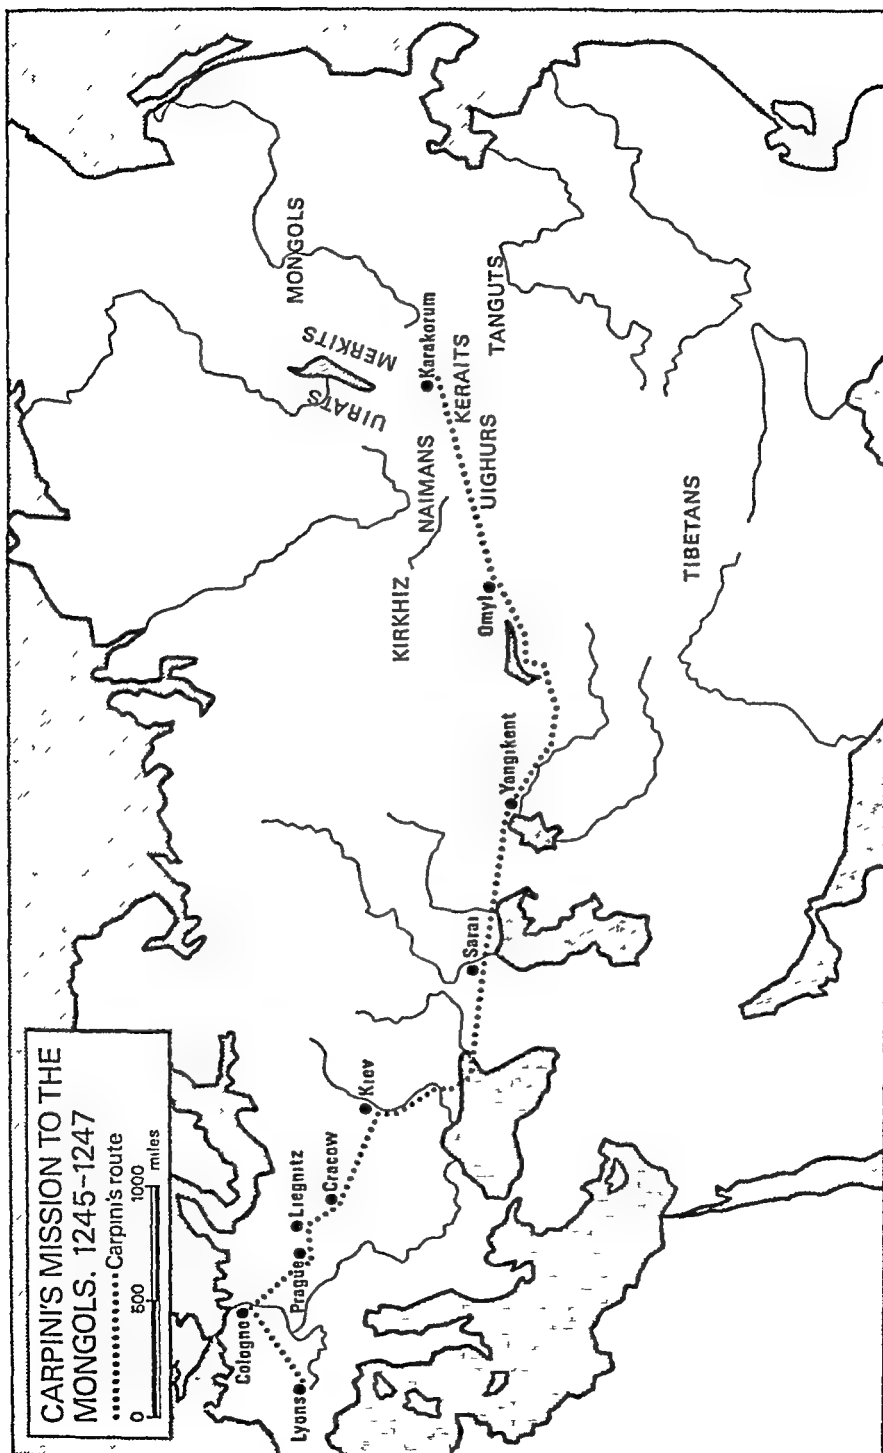 CARPINI'S MISSION TO THE
MONGOLS. 1245-1247
Carpini's route
0 500 1000
miles
Lyons
Cologne
Prague
Liegnitz
Cracow
Kiev
Sarai
Yangikent
Omyl
Karakorum
KIRKHIZ
NAIMANS
UIGHURS
KERAITS
UIRATS
MERKITS
MONGOLS
TANGUTS
TIBETANS